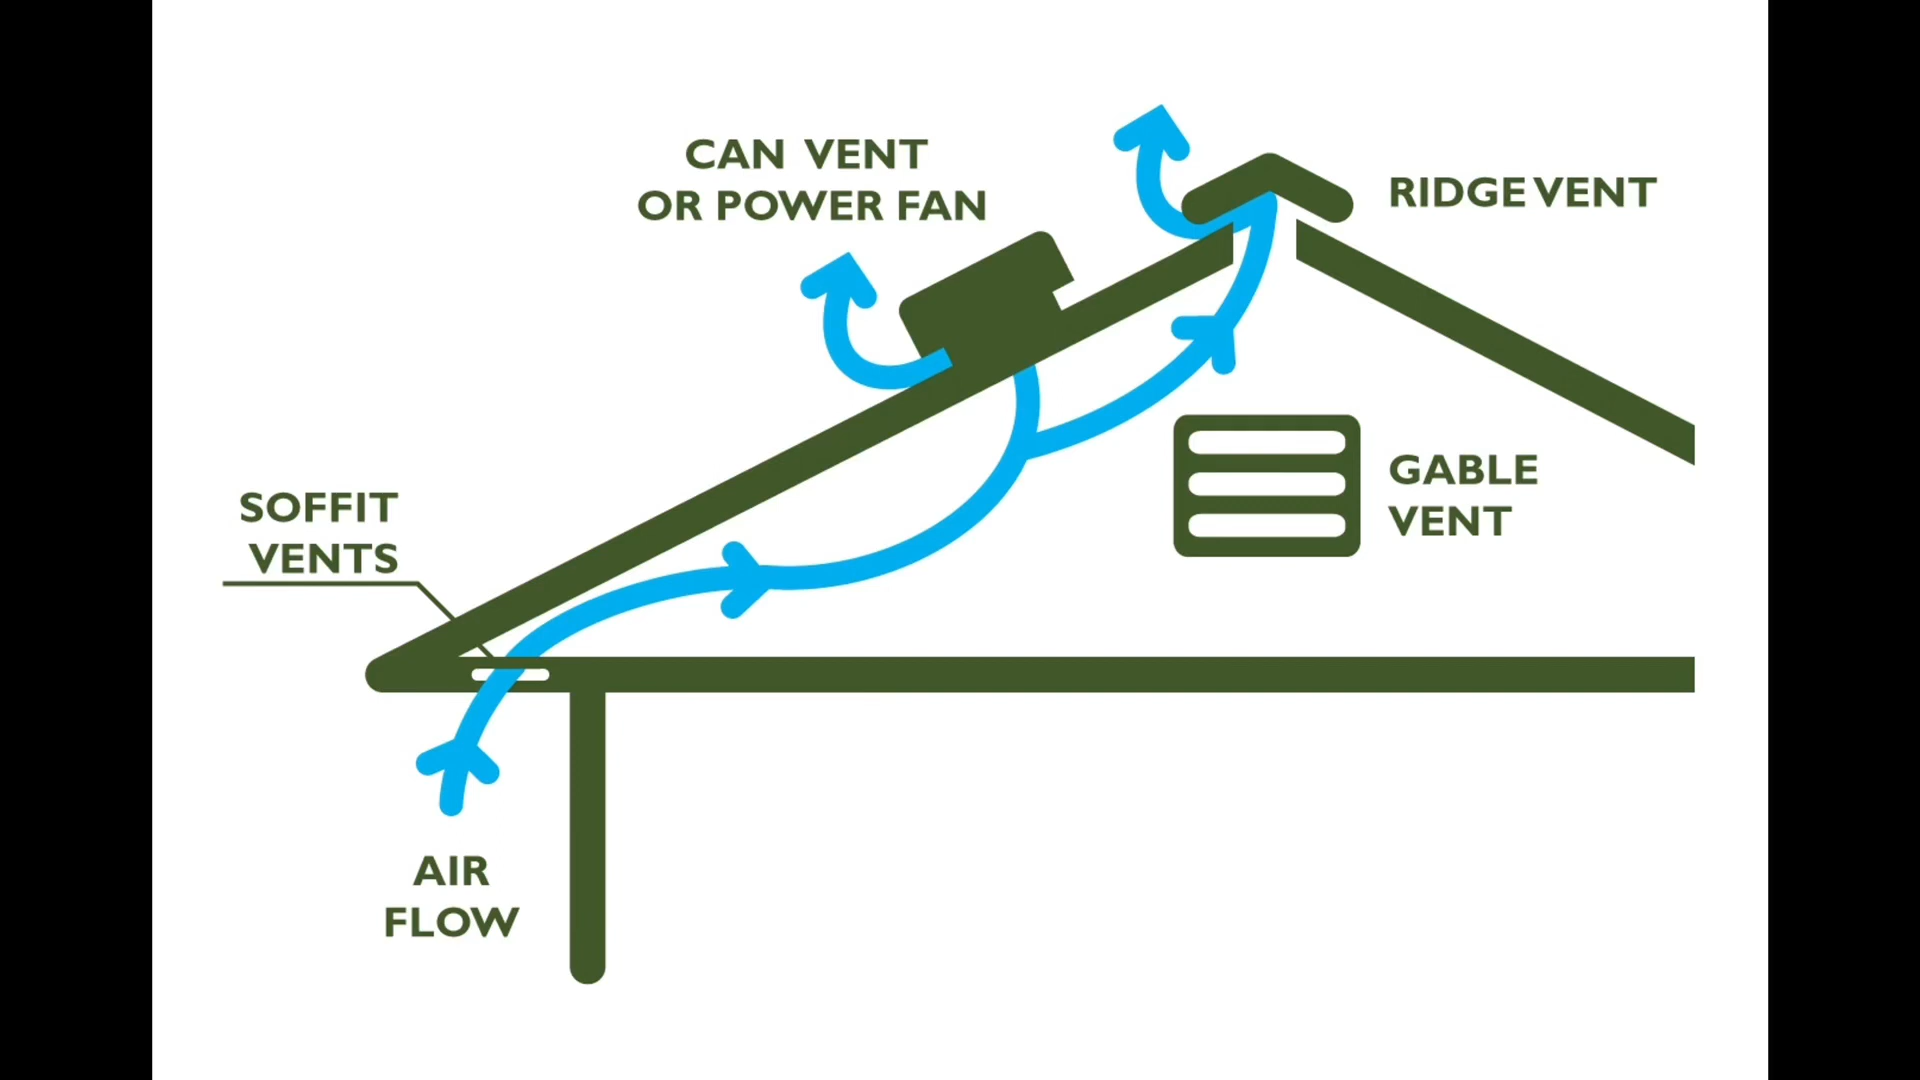 CAN VENT
OR POWER FAN
RIDGE VENT
GABLE
VENT
SOFFIT
VENTS
AIR
FLOW